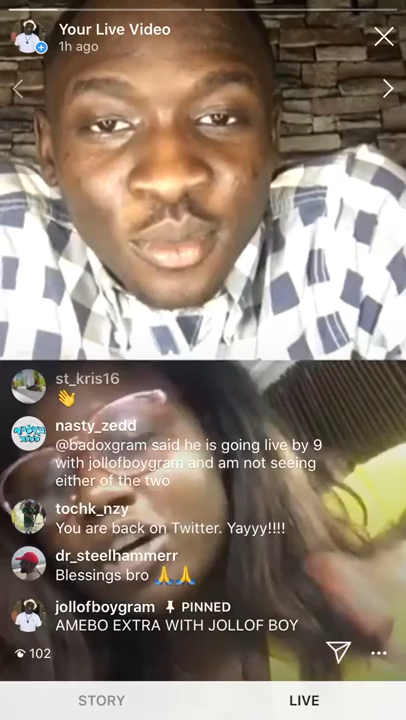 Your Live Video
1h ago
st_kris16
👋
nasty_zedd
@badoxgram said he is going live by 9
with jollofboygram and am not seeing
either of the two
tochk_nzy
You are back on Twitter. Yayyy!!!!
dr_steelhammerr
Blessings bro 🙏🙏
jollofboygram PINNED
AMEBO EXTRA WITH JOLLOF BOY
102
STORY LIVE